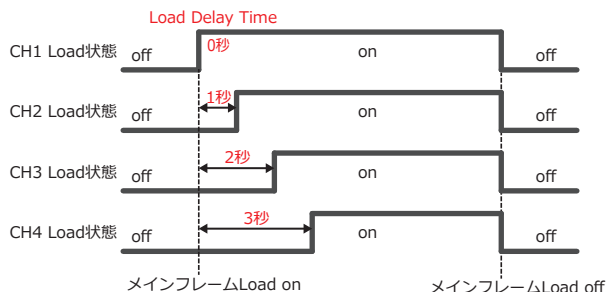 Load Delay Time
CH1 Load状態 off 0秒 on off
CH2 Load状態 off 1秒 on off
CH3 Load状態 off 2秒 on off
CH4 Load状態 off 3秒 on off
メインフレームLoad on メインフレームLoad off